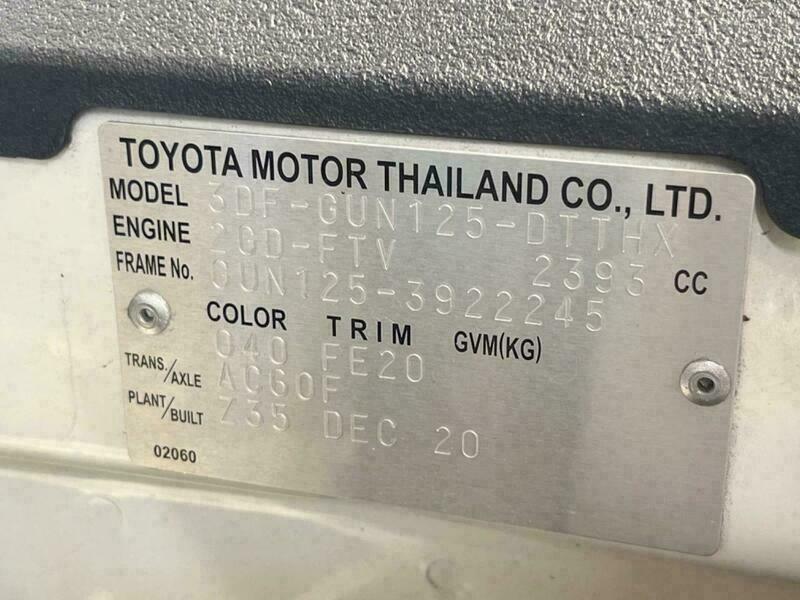 TOYOTA MOTOR THAILAND CO., LTD.
MODEL 3DF-GUN125-DTTHX
ENGINE 2GD-FTV 2393 CC
FRAME No. GUN125-3922245
COLOR TRIM GVM(KG)
040 FE20
TRANS./AXLE AC60F
PLANT/BUILT Z35 DEC 20
02060